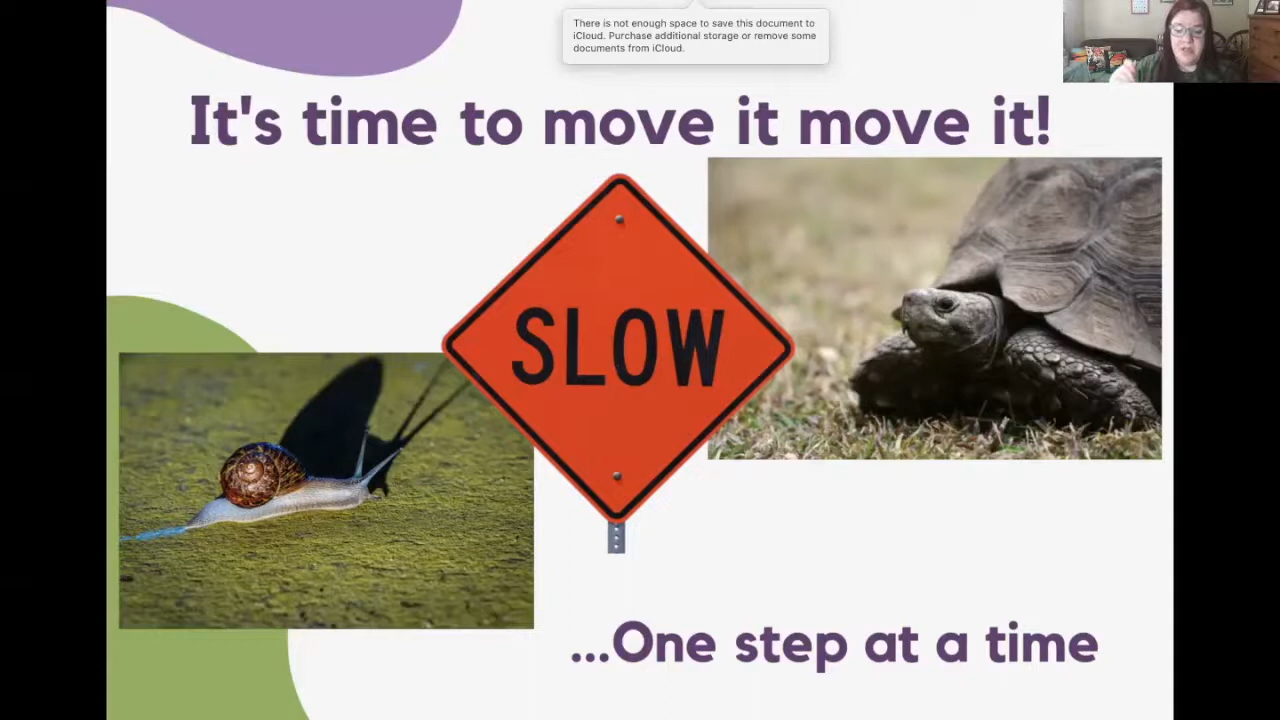 There is not enough space to save this document to
iCloud. Purchase additional storage or remove some
documents from iCloud.
It's time to move it move it!
SLOW
...One step at a time